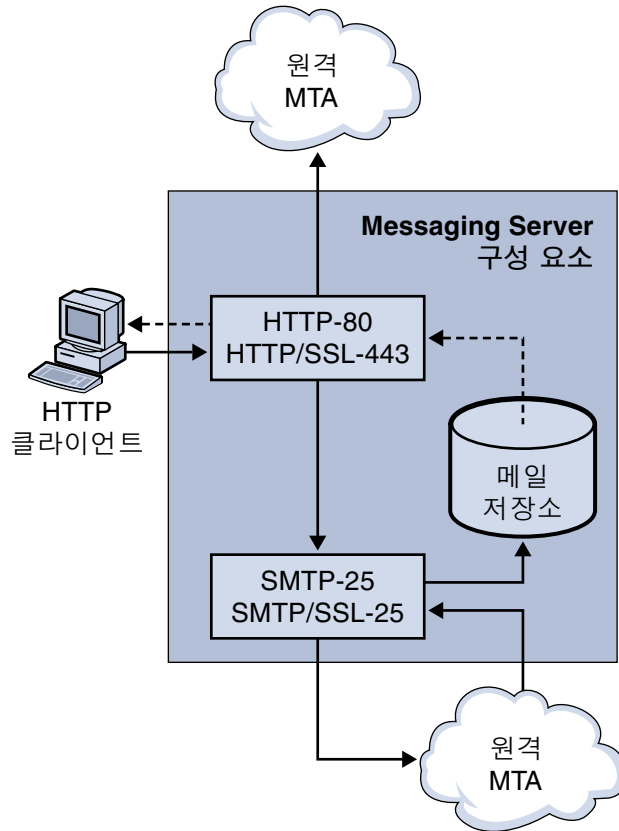 원격
MTA
Messaging Server
구성 요소
HTTP-80
HTTP/SSL-443
HTTP
클라이언트
메일
저장소
SMTP-25
SMTP/SSL-25
원격
MTA